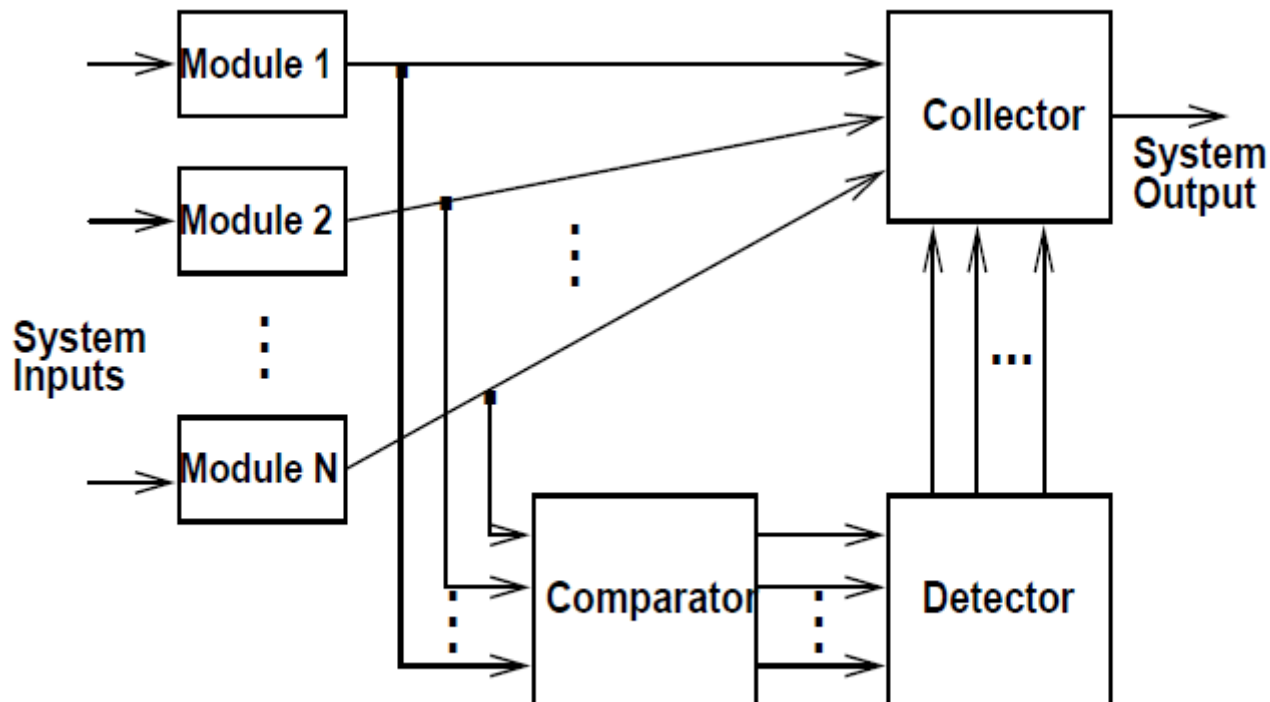 Module 1
Collector
System
Output
Module 2
System
Inputs
Module N
Comparator
Detector